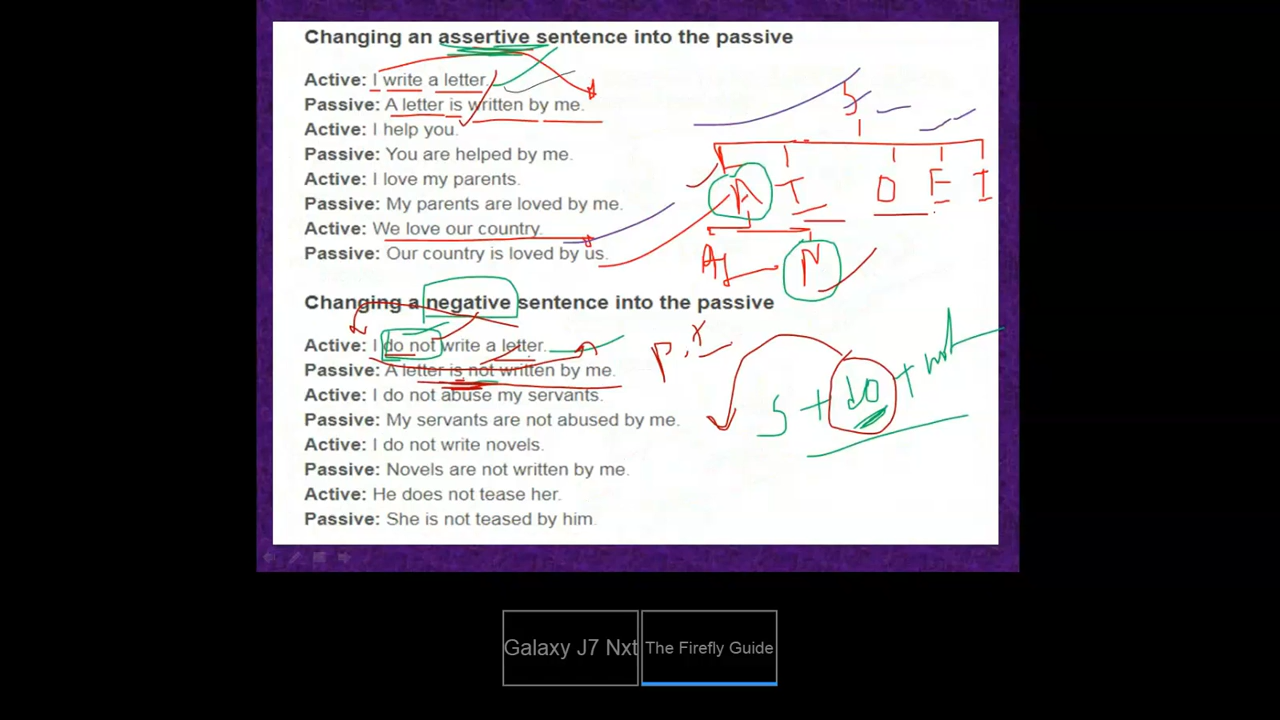 Changing an assertive sentence into the passive
Active: I write a letter.
Passive: A letter is written by me.
Active: I help you.
Passive: You are helped by me.
Active: I love my parents.
Passive: My parents are loved by me.
Active: We love our country.
Passive: Our country is loved by us.
S
A T O E I
Af N
Changing a negative sentence into the passive
Active: I do not write a letter.
Passive: A letter is not written by me.
Active: I do not abuse my servants.
Passive: My servants are not abused by me.
Active: I do not write novels.
Passive: Novels are not written by me.
Active: He does not tease her.
Passive: She is not teased by him.
S + do + not
Galaxy J7 Nxt
The Firefly Guide